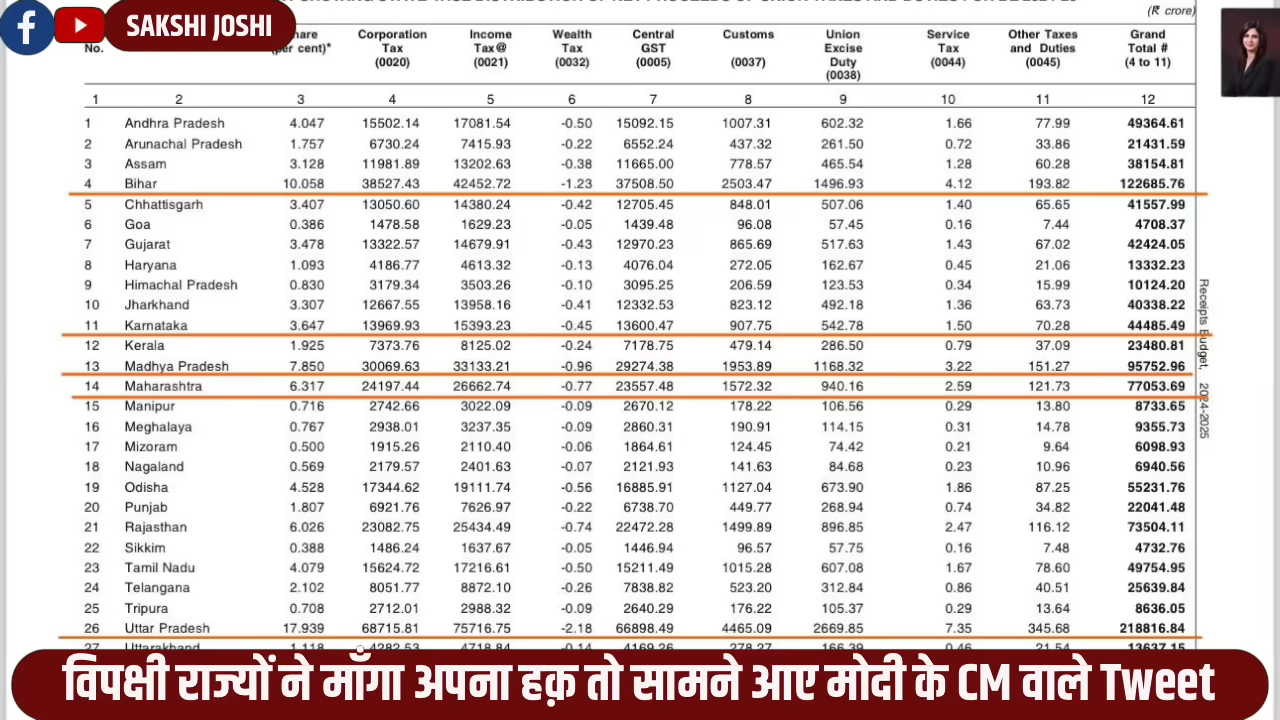 SAKSHI JOSHI
(₹ crore)
No. (per cent)* Corporation Tax (0020) Income Tax@ (0021) Wealth Tax (0032) Central GST (0005) Customs (0037) Union Excise Duty (0038) Service Tax (0044) Other Taxes and Duties (0045) Grand Total # (4 to 11)
1 2 3 4 5 6 7 8 9 10 11 12
1 Andhra Pradesh 4.047 15502.14 17081.54 -0.50 15092.15 1007.31 602.32 1.66 77.99 49364.61
2 Arunachal Pradesh 1.757 6730.24 7415.93 -0.22 6552.24 437.32 261.50 0.72 33.86 21431.59
3 Assam 3.128 11981.89 13202.63 -0.38 11665.00 778.57 465.54 1.28 60.28 38154.81
4 Bihar 10.058 38527.43 42452.72 -1.23 37508.50 2503.47 1496.93 4.12 193.82 122685.76
5 Chhattisgarh 3.407 13050.60 14380.24 -0.42 12705.45 848.01 507.06 1.40 65.65 41557.99
6 Goa 0.386 1478.58 1629.23 -0.05 1439.48 96.08 57.45 0.16 7.44 4708.37
7 Gujarat 3.478 13322.57 14679.91 -0.43 12970.23 865.69 517.63 1.43 67.02 42424.05
8 Haryana 1.093 4186.77 4613.32 -0.13 4076.04 272.05 162.67 0.45 21.06 13332.23
9 Himachal Pradesh 0.830 3179.34 3503.26 -0.10 3095.25 206.59 123.53 0.34 15.99 10124.20
10 Jharkhand 3.307 12667.55 13958.16 -0.41 12332.53 823.12 492.18 1.36 63.73 40338.22
11 Karnataka 3.647 13969.93 15393.23 -0.45 13600.47 907.75 542.78 1.50 70.28 44485.49
12 Kerala 1.925 7373.76 8125.02 -0.24 7178.75 479.14 286.50 0.79 37.09 23480.81
13 Madhya Pradesh 7.850 30069.63 33133.21 -0.96 29274.38 1953.89 1168.32 3.22 151.27 95752.96
14 Maharashtra 6.317 24197.44 26662.74 -0.77 23557.48 1572.32 940.16 2.59 121.73 77053.69
15 Manipur 0.716 2742.66 3022.09 -0.09 2670.12 178.22 106.56 0.29 13.80 8733.65
16 Meghalaya 0.767 2938.01 3237.35 -0.09 2860.31 190.91 114.15 0.31 14.78 9355.73
17 Mizoram 0.500 1915.26 2110.40 -0.06 1864.61 124.45 74.42 0.21 9.64 6098.93
18 Nagaland 0.569 2179.57 2401.63 -0.07 2121.93 141.63 84.68 0.23 10.96 6940.56
19 Odisha 4.528 17344.62 19111.74 -0.56 16885.91 1127.04 673.90 1.86 87.25 55231.76
20 Punjab 1.807 6921.76 7626.97 -0.22 6738.70 449.77 268.94 0.74 34.82 22041.48
21 Rajasthan 6.026 23082.75 25434.49 -0.74 22472.28 1499.89 896.85 2.47 116.12 73504.11
22 Sikkim 0.388 1486.24 1637.67 -0.05 1446.94 96.57 57.75 0.16 7.48 4732.76
23 Tamil Nadu 4.079 15624.72 17216.61 -0.50 15211.49 1015.28 607.08 1.67 78.60 49754.95
24 Telangana 2.102 8051.77 8872.10 -0.26 7838.82 523.20 312.84 0.86 40.51 25639.84
25 Tripura 0.708 2712.01 2988.32 -0.09 2640.29 176.22 105.37 0.29 13.64 8636.05
26 Uttar Pradesh 17.939 68715.81 75716.75 -2.18 66898.49 4465.09 2669.85 7.35 345.68 218816.84
27 Uttarakhand 1.118 4282.53 4718.84 -0.14 4169.26 278.27 166.39 0.46 21.54 13637.15
Receipts Budget, 2024-2025
विपक्षी राज्यों ने माँगा अपना हक़ तो सामने आए मोदी के CM वाले Tweet